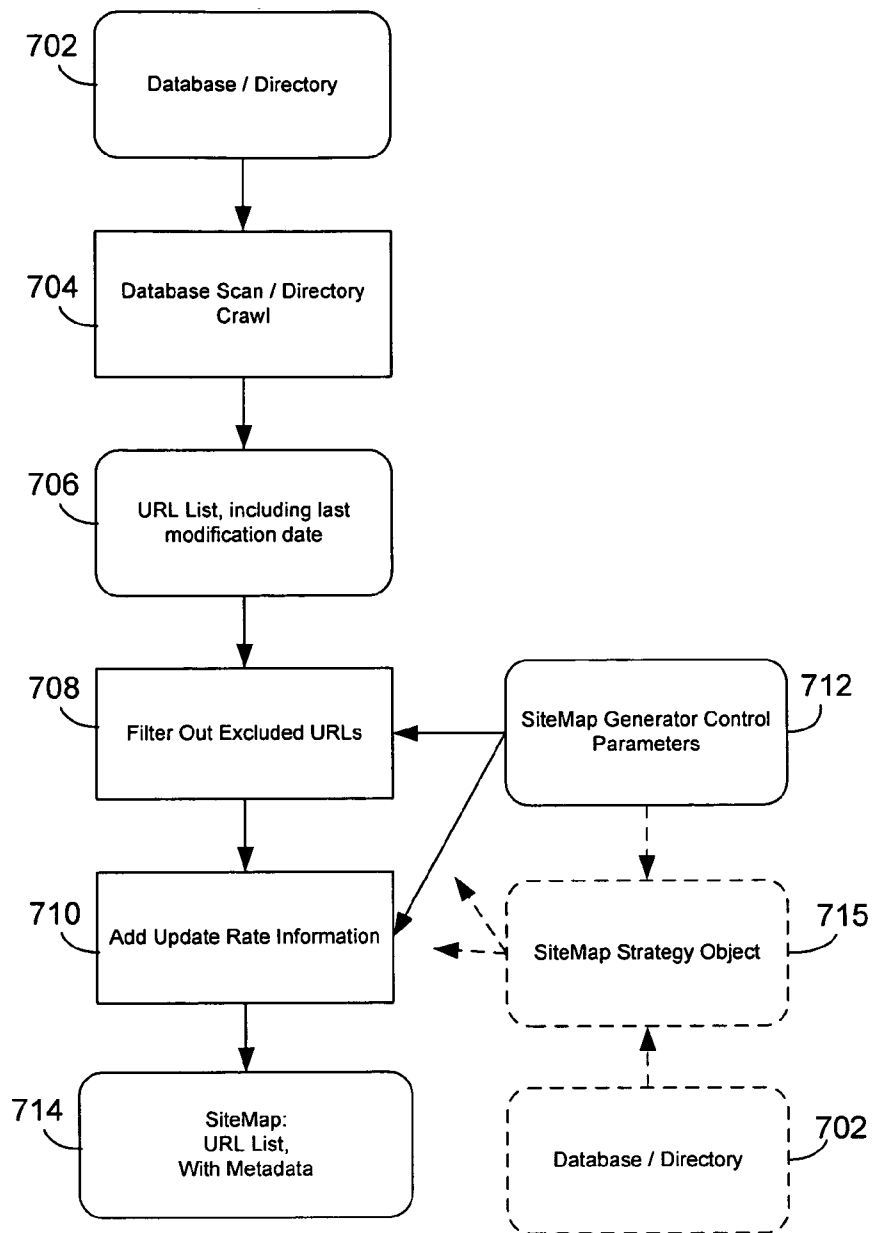 702
Database / Directory
704
Database Scan / Directory
Crawl
706
URL List, including last
modification date
708
Filter Out Excluded URLs
712
SiteMap Generator Control
Parameters
710
Add Update Rate Information
715
SiteMap Strategy Object
714
SiteMap:
URL List,
With Metadata
702
Database / Directory